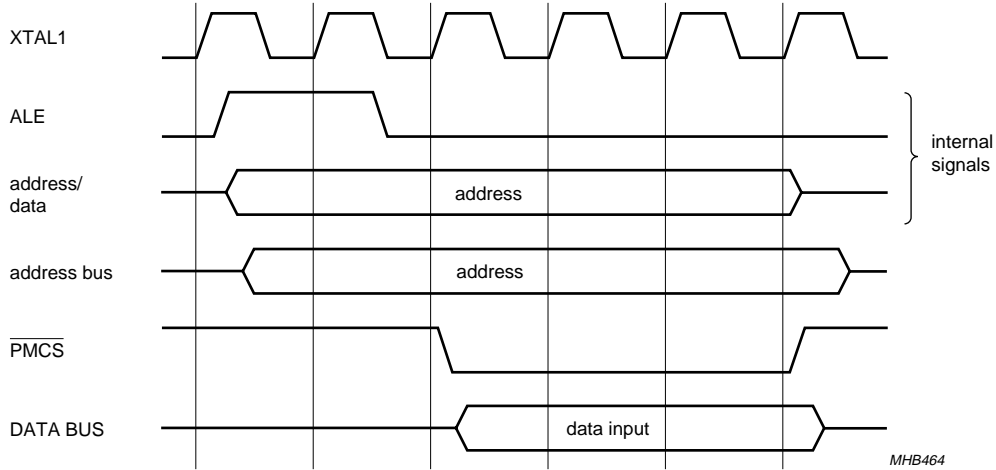 XTAL1
ALE
internal
signals
address/
data
address
address bus
address
PMCS
DATA BUS
data input
MHB464